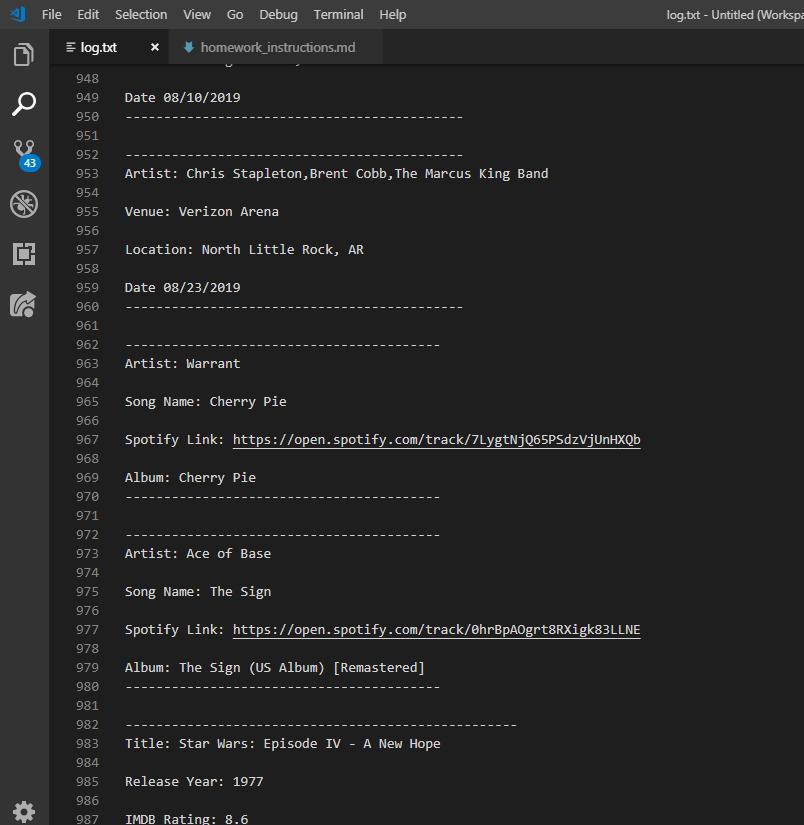 File Edit Selection View Go Debug Terminal Help log.txt - Untitled (Workspa
log.txt × homework_instructions.md
43
948
949 Date 08/10/2019
950 --------------------------------------------
951
952 --------------------------------------------
953 Artist: Chris Stapleton,Brent Cobb,The Marcus King Band
954
955 Venue: Verizon Arena
956
957 Location: North Little Rock, AR
958
959 Date 08/23/2019
960 --------------------------------------------
961
962 -----------------------------------------
963 Artist: Warrant
964
965 Song Name: Cherry Pie
966
967 Spotify Link: https://open.spotify.com/track/7LygtNjQ65PSdzVjUnHXQb
968
969 Album: Cherry Pie
970 -----------------------------------------
971
972 -----------------------------------------
973 Artist: Ace of Base
974
975 Song Name: The Sign
976
977 Spotify Link: https://open.spotify.com/track/0hrBpAOgrt8RXigk83LLNE
978
979 Album: The Sign (US Album) [Remastered]
980 -----------------------------------------
981
982 ---------------------------------------------------
983 Title: Star Wars: Episode IV - A New Hope
984
985 Release Year: 1977
986
987 IMDB Rating: 8.6